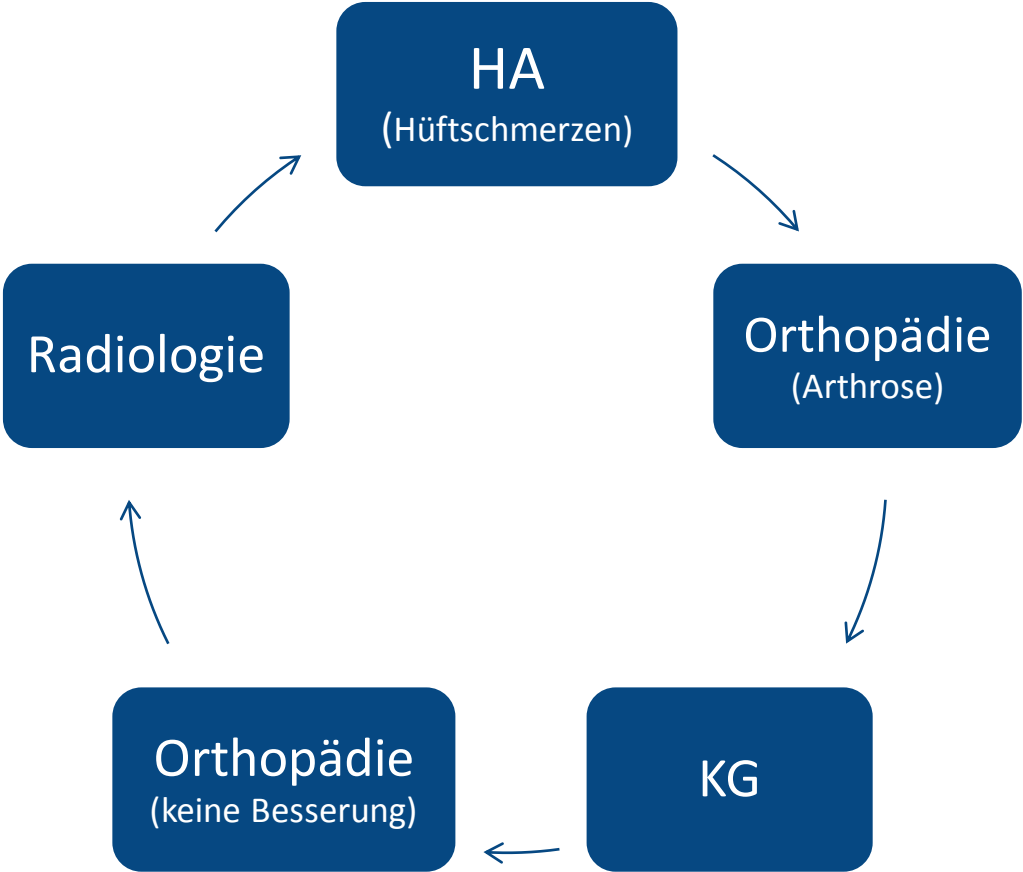 HA
(Hüftschmerzen)
Orthopädie
(Arthrose)
KG
Orthopädie
(keine Besserung)
Radiologie